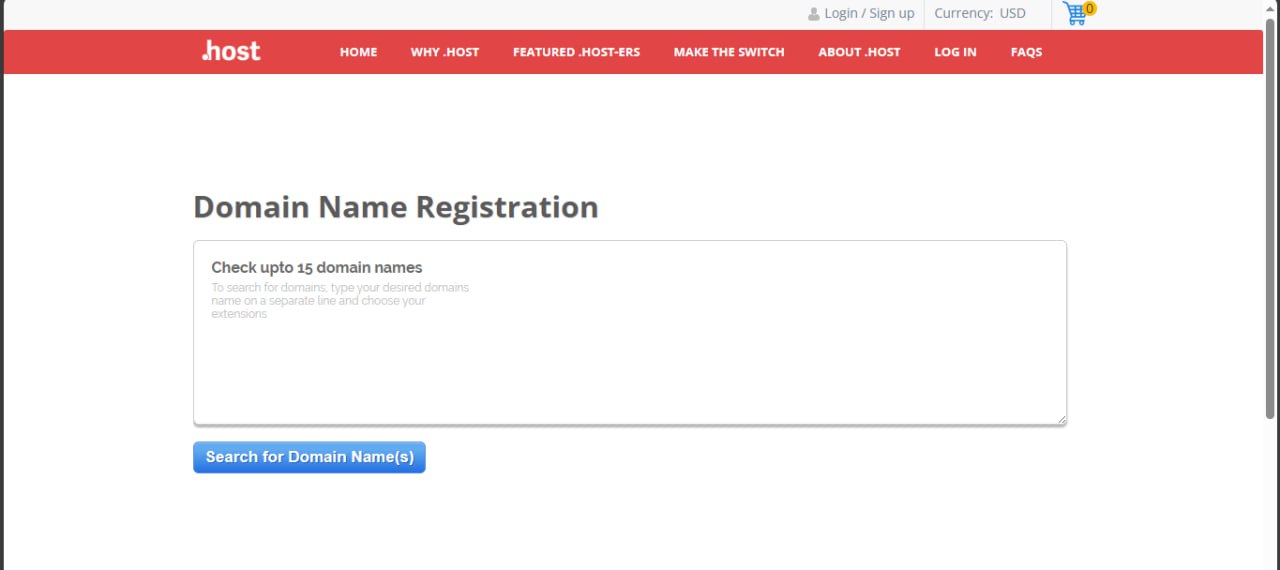 Login / Sign up Currency: USD 0
.host HOME WHY .HOST FEATURED .HOST-ERS MAKE THE SWITCH ABOUT .HOST LOG IN FAQS
Domain Name Registration
Check upto 15 domain names
To search for domains, type your desired domains
name on a separate line and choose your
extensions
Search for Domain Name(s)